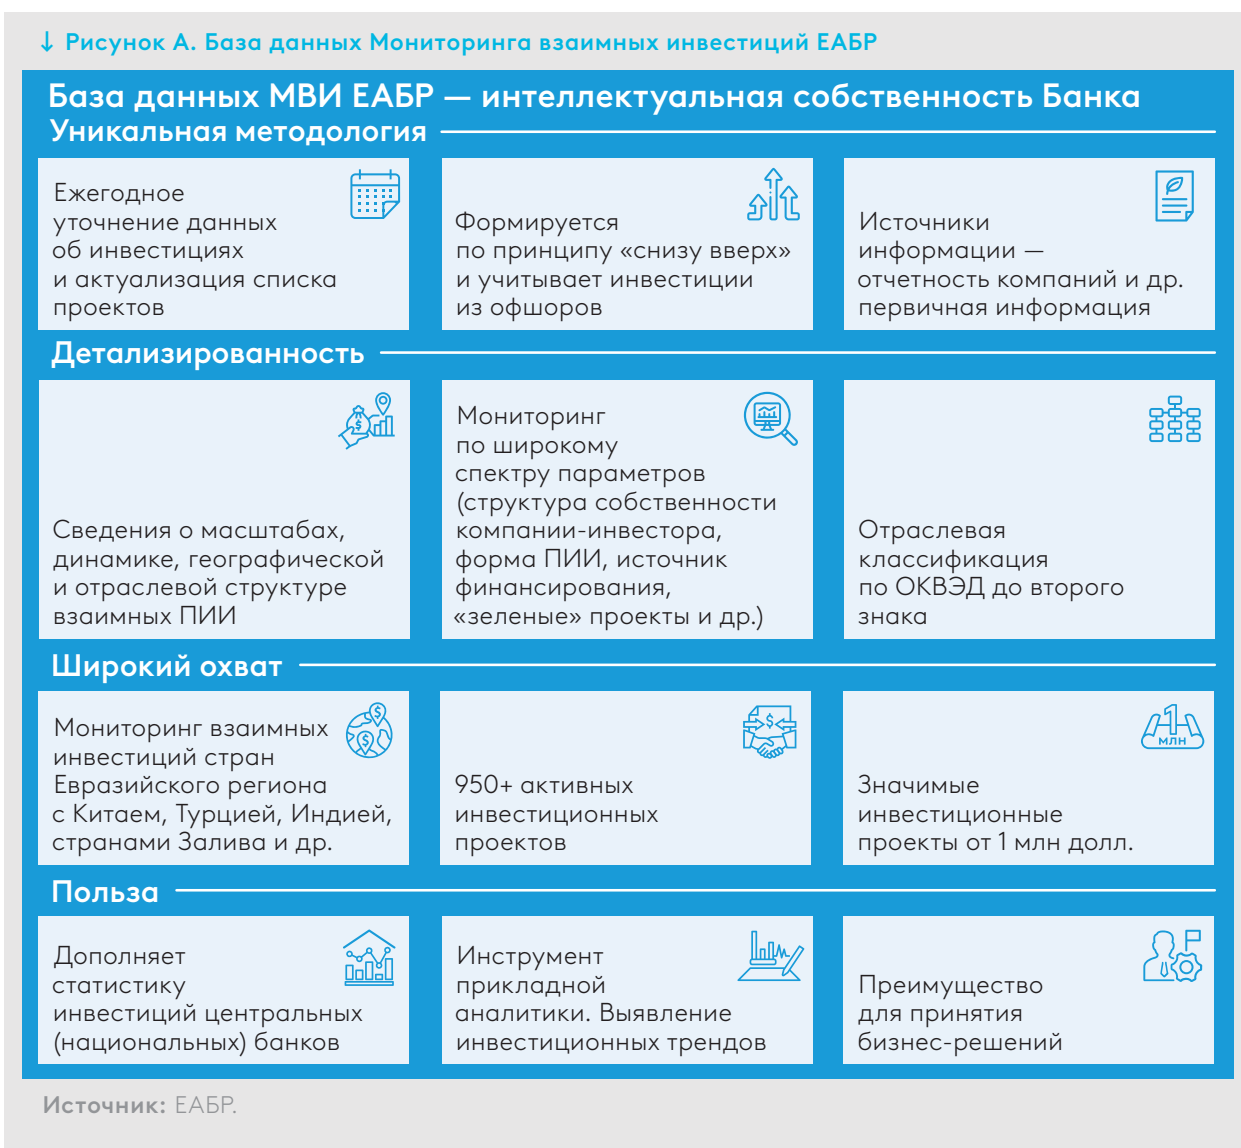 ↓ Рисунок А. База данных Мониторинга взаимных инвестиций ЕАБР
База данных МВИ ЕАБР — интеллектуальная собственность Банка
Уникальная методология
Ежегодное
уточнение данных
об инвестициях
и актуализация списка
проектов
Формируется
по принципу «снизу вверх»
и учитывает инвестиции
из офшоров
Источники
информации —
отчетность компаний и др.
первичная информация
Детализированность
Сведения о масштабах,
динамике, географической
и отраслевой структуре
взаимных ПИИ
Мониторинг
по широкому
спектру параметров
(структура собственности
компании-инвестора,
форма ПИИ, источник
финансирования,
«зеленые» проекты и др.)
Отраслевая
классификация
по ОКВЭД до второго
знака
Широкий охват
Мониторинг взаимных
инвестиций стран
Евразийского региона
с Китаем, Турцией, Индией,
странами Залива и др.
950+ активных
инвестиционных
проектов
1
млн
Значимые
инвестиционные
проекты от 1 млн долл.
Польза
Дополняет
статистику
инвестиций центральных
(национальных) банков
Инструмент
прикладной
аналитики. Выявление
инвестиционных трендов
Преимущество
для принятия
бизнес-решений
Источник: ЕАБР.